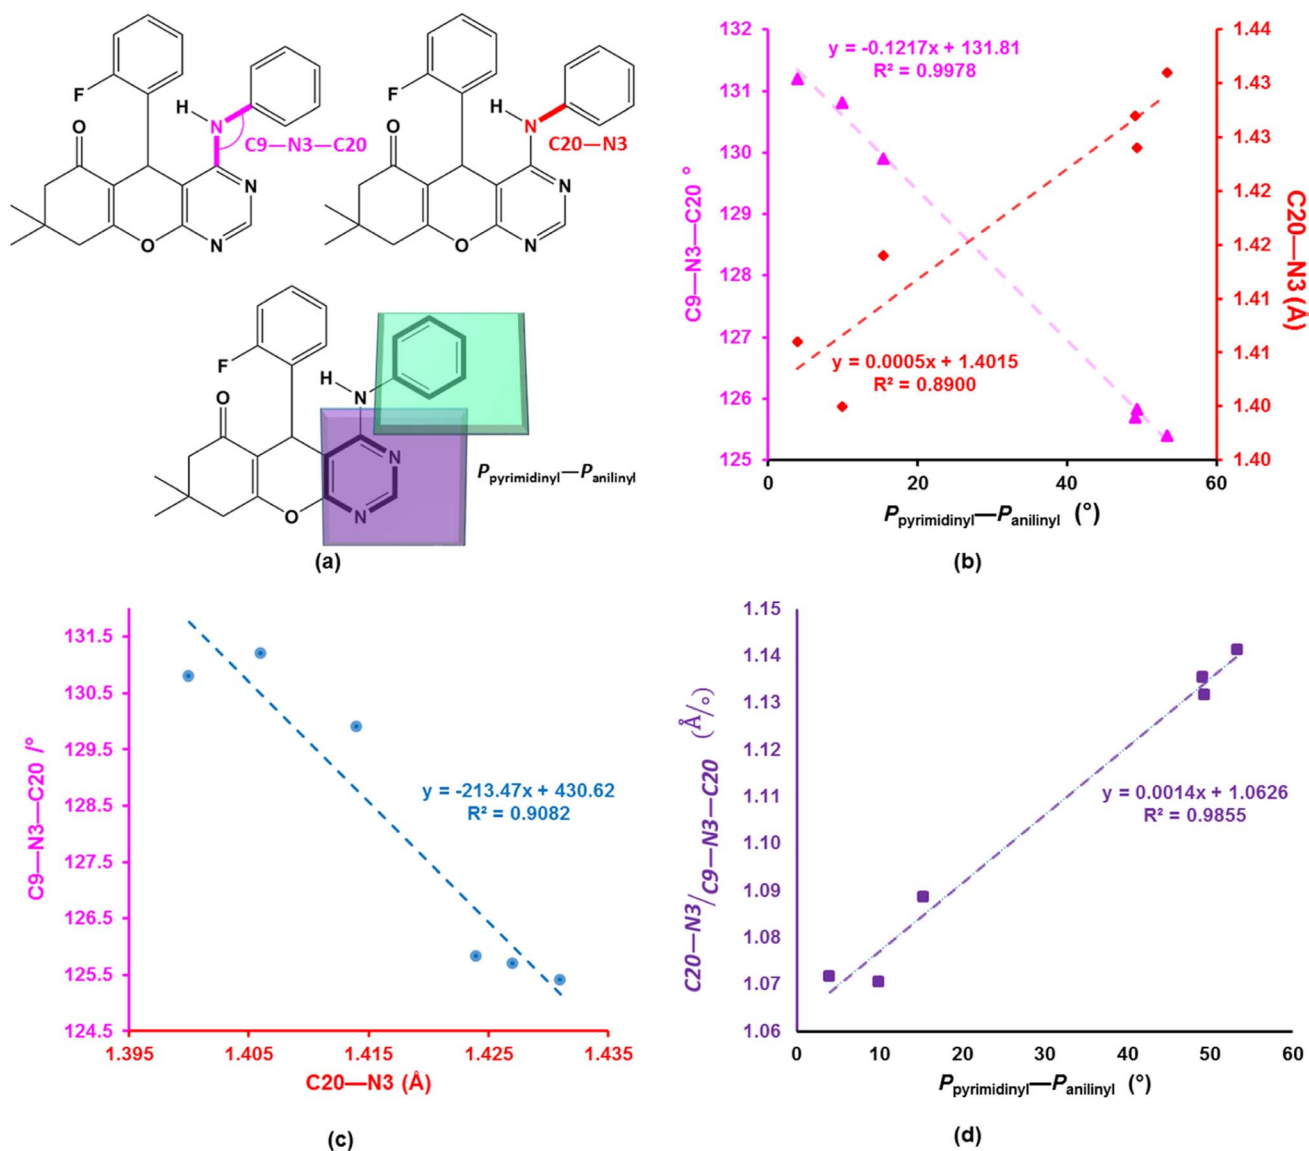 F
H
N
O
C9—N3—C20
N
O
N
F
H
N
O
C20—N3
N
O
N
F
H
N
O
N
O
N
Ppyrimidinyl—Panilinyl
(a)
C9—N3—C20 °
132
131
130
129
128
127
126
125
y = -0.1217x + 131.81
R² = 0.9978
y = 0.0005x + 1.4015
R² = 0.8900
1.44
1.43
1.43
1.42
1.42
1.41
1.41
1.40
1.40
C20—N3 (Å)
0 20 40 60
Ppyrimidinyl—Panilinyl (°)
(b)
C9—N3—C20 /°
131.5
130.5
129.5
128.5
127.5
126.5
125.5
124.5
y = -213.47x + 430.62
R² = 0.9082
1.395 1.405 1.415 1.425 1.435
C20—N3 (Å)
(c)
C20—N3/C9—N3—C20 (Å/°)
1.15
1.14
1.13
1.12
1.11
1.10
1.09
1.08
1.07
1.06
y = 0.0014x + 1.0626
R² = 0.9855
0 10 20 30 40 50 60
Ppyrimidinyl—Panilinyl (°)
(d)